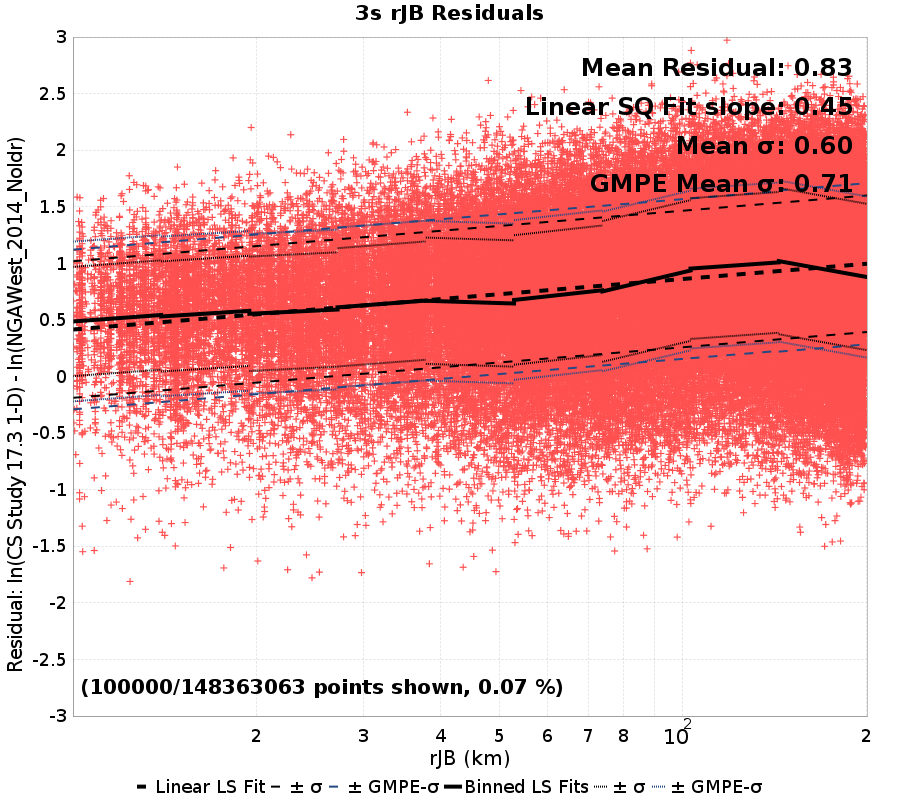 3s rJB Residuals
Residual: ln(CS Study 17.3 1-D) - ln(NGAWest_2014_NoIdr)
3
2.5
2
1.5
1
0.5
0
-0.5
-1
-1.5
-2
-2.5
-3
Mean Residual: 0.83
Linear SQ Fit slope: 0.45
Mean σ: 0.60
GMPE Mean σ: 0.71
(100000/148363063 points shown, 0.07 %)
2 3 4 5 6 7 8 10² 2
rJB (km)
Linear LS Fit ± σ ± GMPE-σ Binned LS Fits ± σ ± GMPE-σ